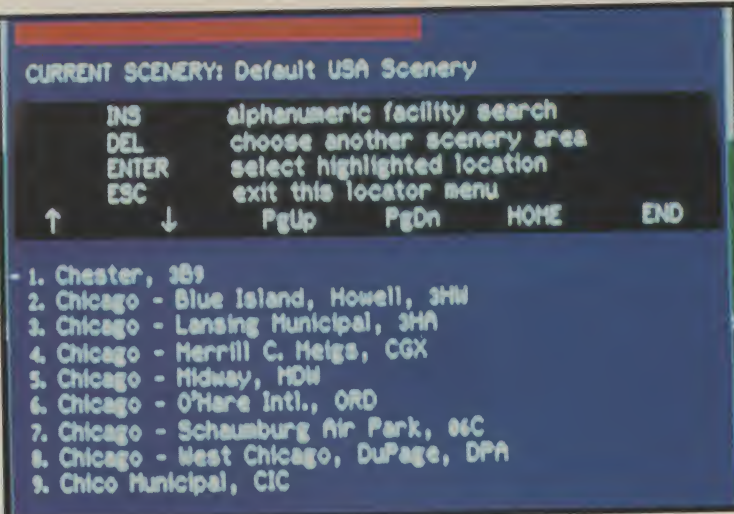 CURRENT SCENERY: Default USA Scenery
INS alphanumeric facility search
DEL choose another scenery area
ENTER select highlighted location
ESC exit this locator menu
↑ ↓ PgUp PgDn HOME END
1. Chester, 3B9
2. Chicago - Blue Island, Howell, 3HW
3. Chicago - Lansing Municipal, 3HA
4. Chicago - Merrill C. Meigs, CGX
5. Chicago - Midway, MDW
6. Chicago - O'Hare Intl., ORD
7. Chicago - Schaumburg Air Park, 06C
8. Chicago - West Chicago, DuPage, DPA
9. Chico Municipal, CIC